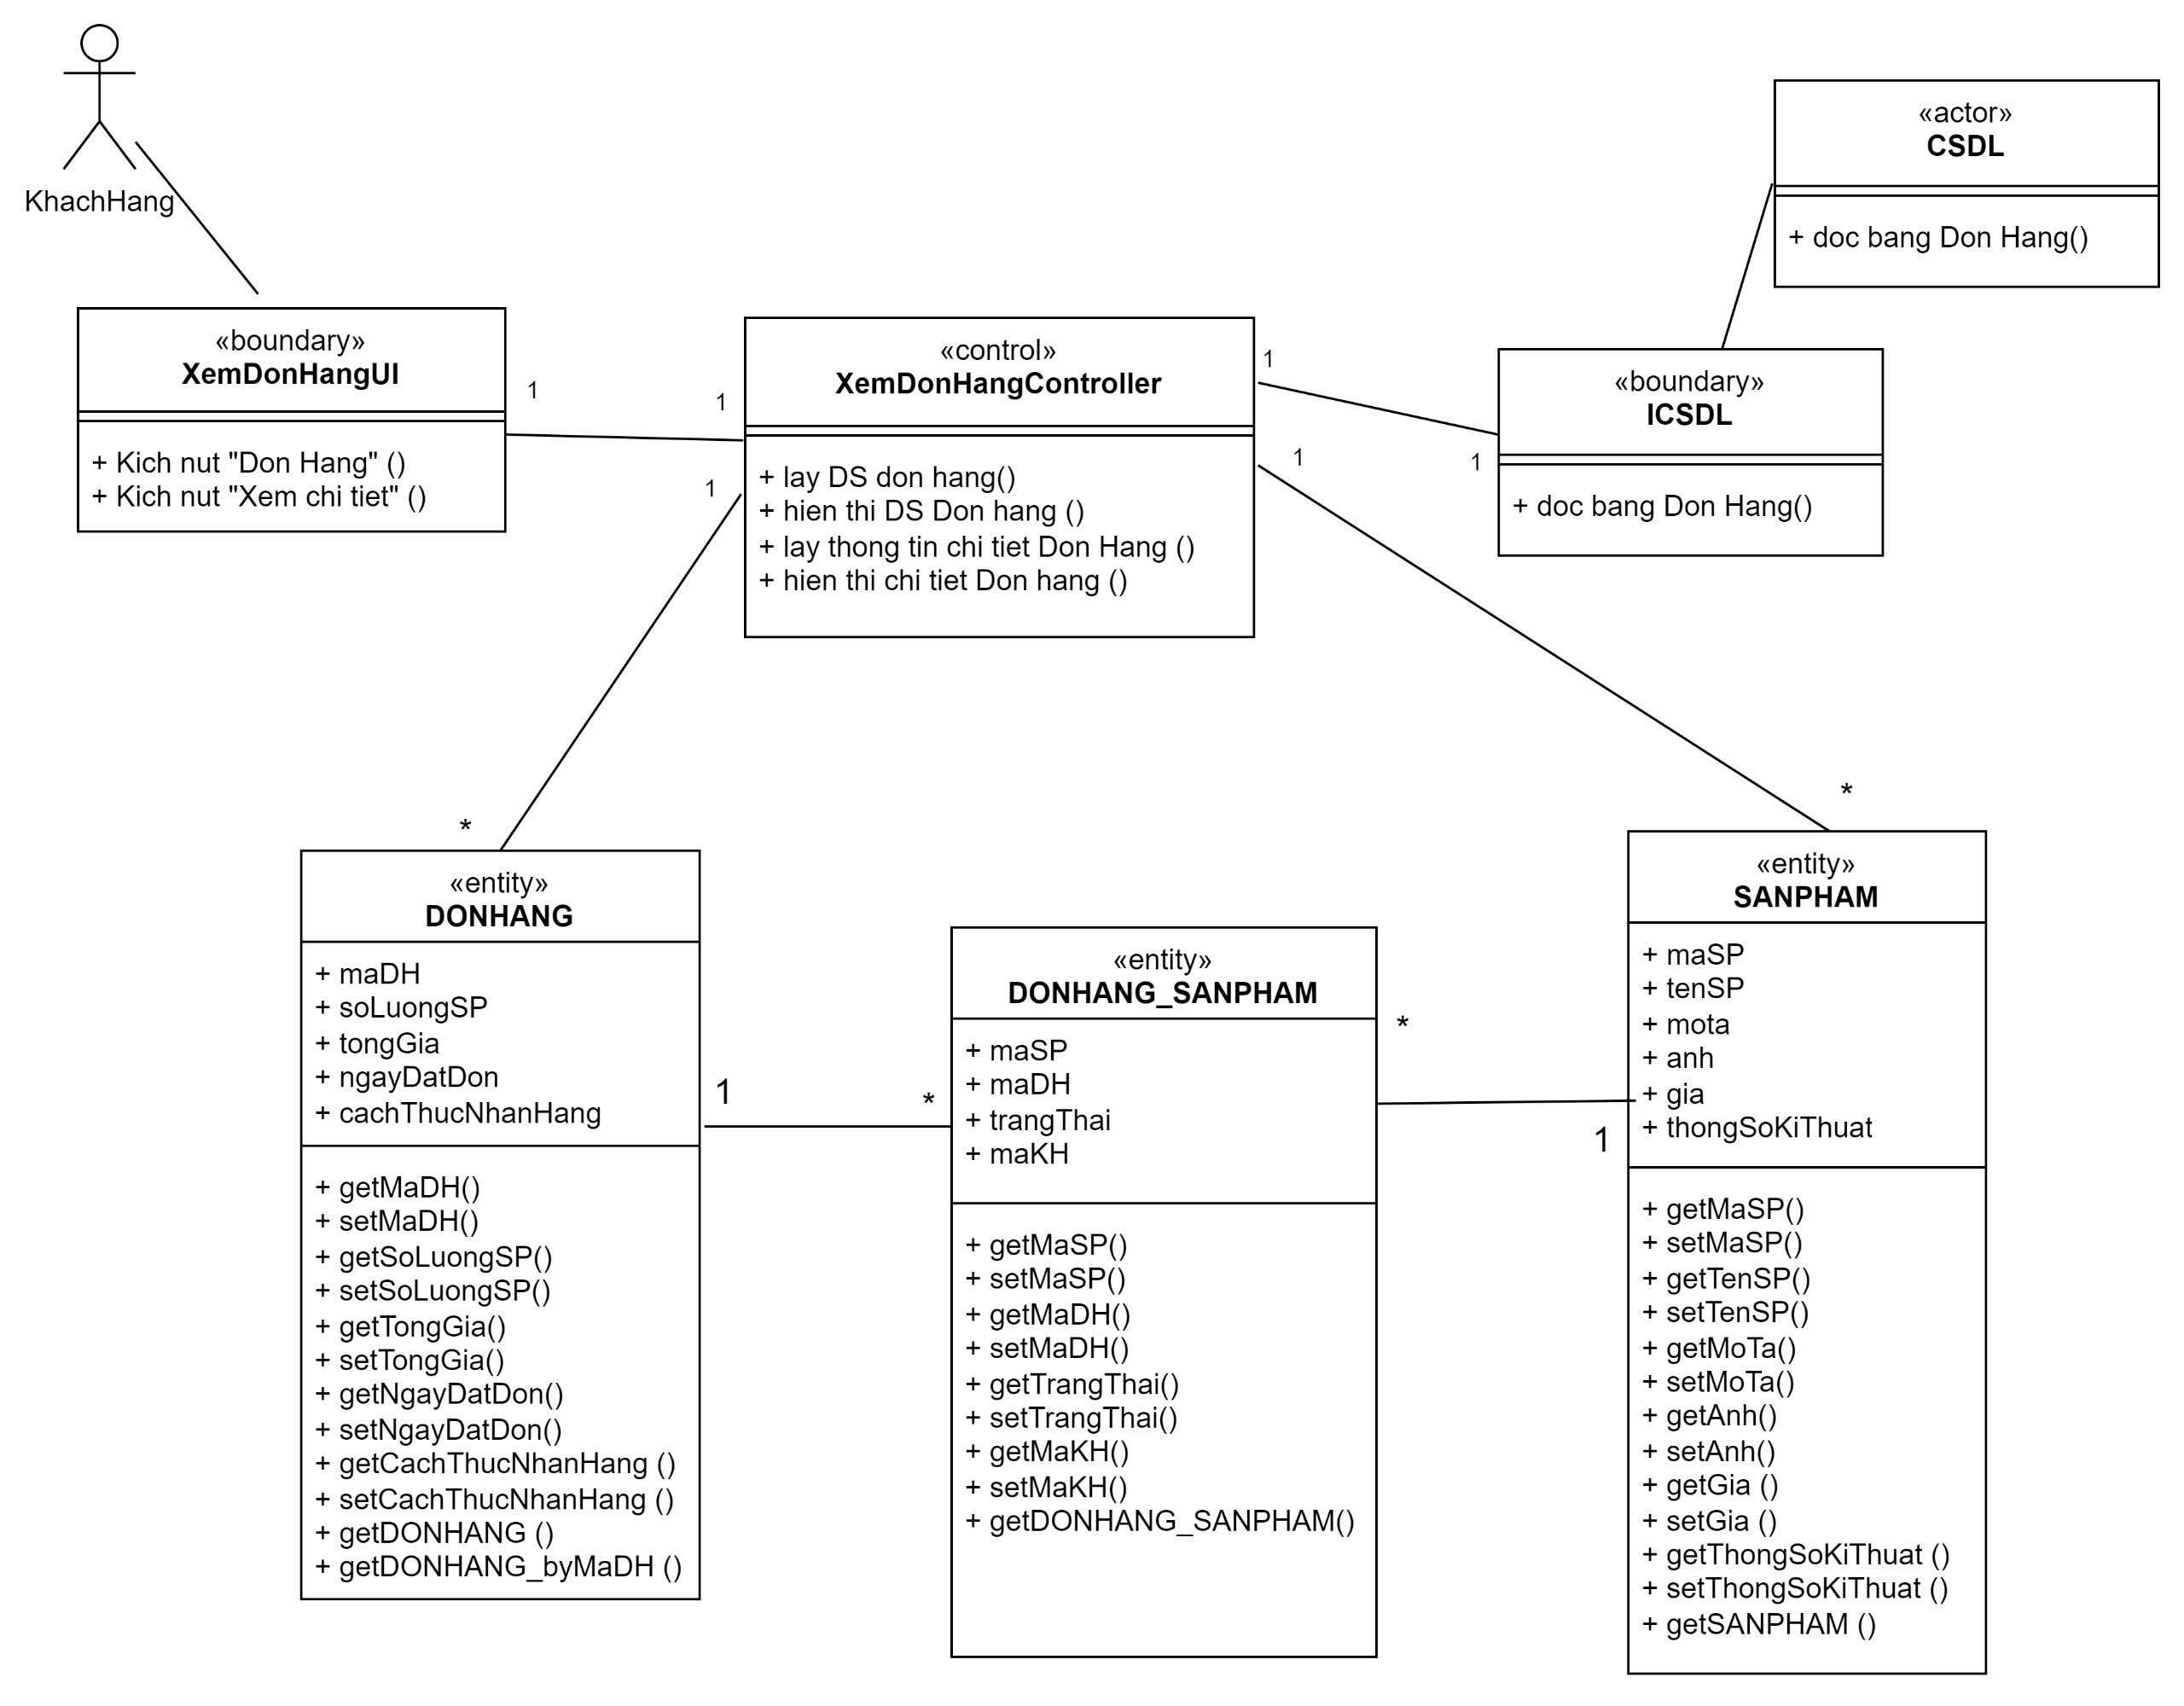 KhachHang
«actor»
CSDL
+ doc bang Don Hang()
«boundary»
XemDonHangUI
+ Kich nut "Don Hang" ()
+ Kich nut "Xem chi tiet" ()
1
1
1
«control»
XemDonHangController
+ lay DS don hang()
+ hien thi DS Don hang ()
+ lay thong tin chi tiet Don Hang ()
+ hien thi chi tiet Don hang ()
1
1
1
«boundary»
ICSDL
+ doc bang Don Hang()
*
*
«entity»
DONHANG
+ maDH
+ soLuongSP
+ tongGia
+ ngayDatDon
+ cachThucNhanHang
+ getMaDH()
+ setMaDH()
+ getSoLuongSP()
+ setSoLuongSP()
+ getTongGia()
+ setTongGia()
+ getNgayDatDon()
+ setNgayDatDon()
+ getCachThucNhanHang ()
+ setCachThucNhanHang ()
+ getDONHANG ()
+ getDONHANG_byMaDH ()
1
*
«entity»
DONHANG_SANPHAM
+ maSP
+ maDH
+ trangThai
+ maKH
+ getMaSP()
+ setMaSP()
+ getMaDH()
+ setMaDH()
+ getTrangThai()
+ setTrangThai()
+ getMaKH()
+ setMaKH()
+ getDONHANG_SANPHAM()
*
1
«entity»
SANPHAM
+ maSP
+ tenSP
+ mota
+ anh
+ gia
+ thongSoKiThuat
+ getMaSP()
+ setMaSP()
+ getTenSP()
+ setTenSP()
+ getMoTa()
+ setMoTa()
+ getAnh()
+ setAnh()
+ getGia ()
+ setGia ()
+ getThongSoKiThuat ()
+ setThongSoKiThuat ()
+ getSANPHAM ()